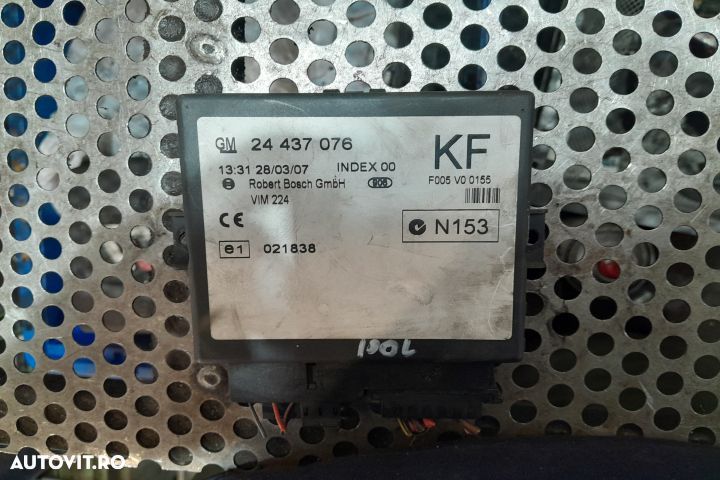 GM 24 437 076
KF
13:31 28/03/07 INDEX 00
F005 V0 0155
Robert Bosch GmbH 906
VIM 224
CE
N153
e1 021838
AUTOVIT.RO